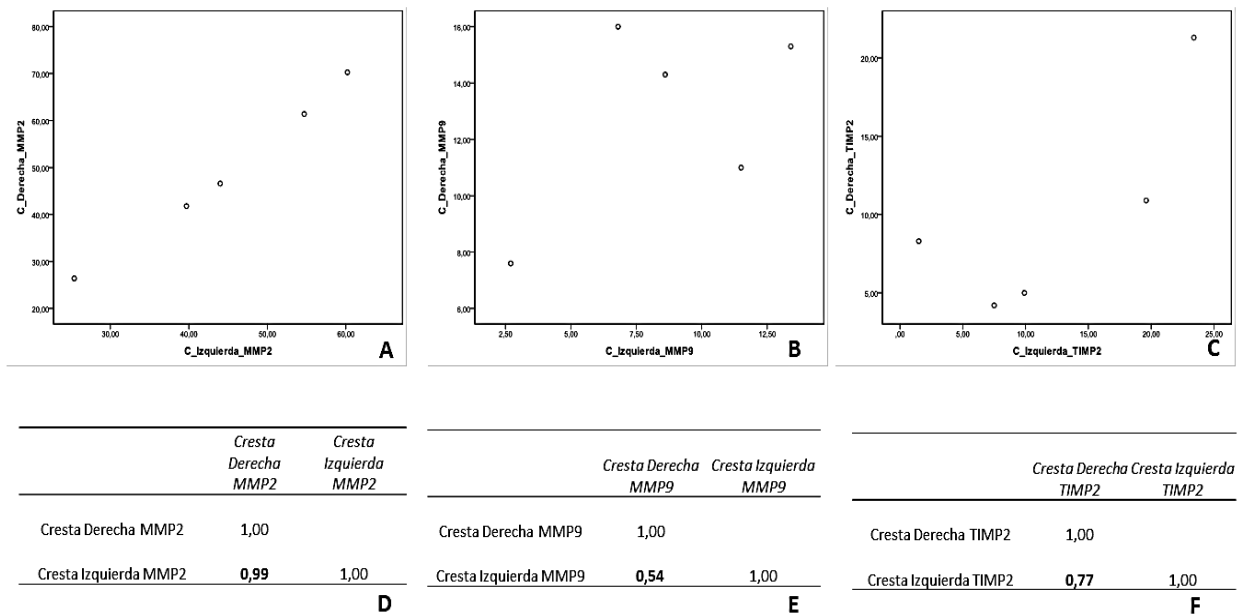 80,00
70,00
60,00
50,00
40,00
30,00
20,00
C_Derecha_MMP2
30,00 40,00 50,00 60,00
C_Izquierda_MMP2
A
16,00
14,00
12,00
10,00
8,00
6,00
C_Derecha_MMP9
2,50 5,00 7,50 10,00 12,50
C_Izquierda_MMP9
B
20,00
15,00
10,00
5,00
C_Derecha_TIMP2
,00 5,00 10,00 15,00 20,00 25,00
C_Izquierda_TIMP2
C
Cresta Cresta
Derecha Izquierda
MMP2 MMP2
Cresta Derecha MMP2 1,00
Cresta Izquierda MMP2 0,99 1,00
D
Cresta Derecha Cresta Izquierda
MMP9 MMP9
Cresta Derecha MMP9 1,00
Cresta Izquierda MMP9 0,54 1,00
E
Cresta Derecha Cresta Izquierda
TIMP2 TIMP2
Cresta Derecha TIMP2 1,00
Cresta Izquierda TIMP2 0,77 1,00
F